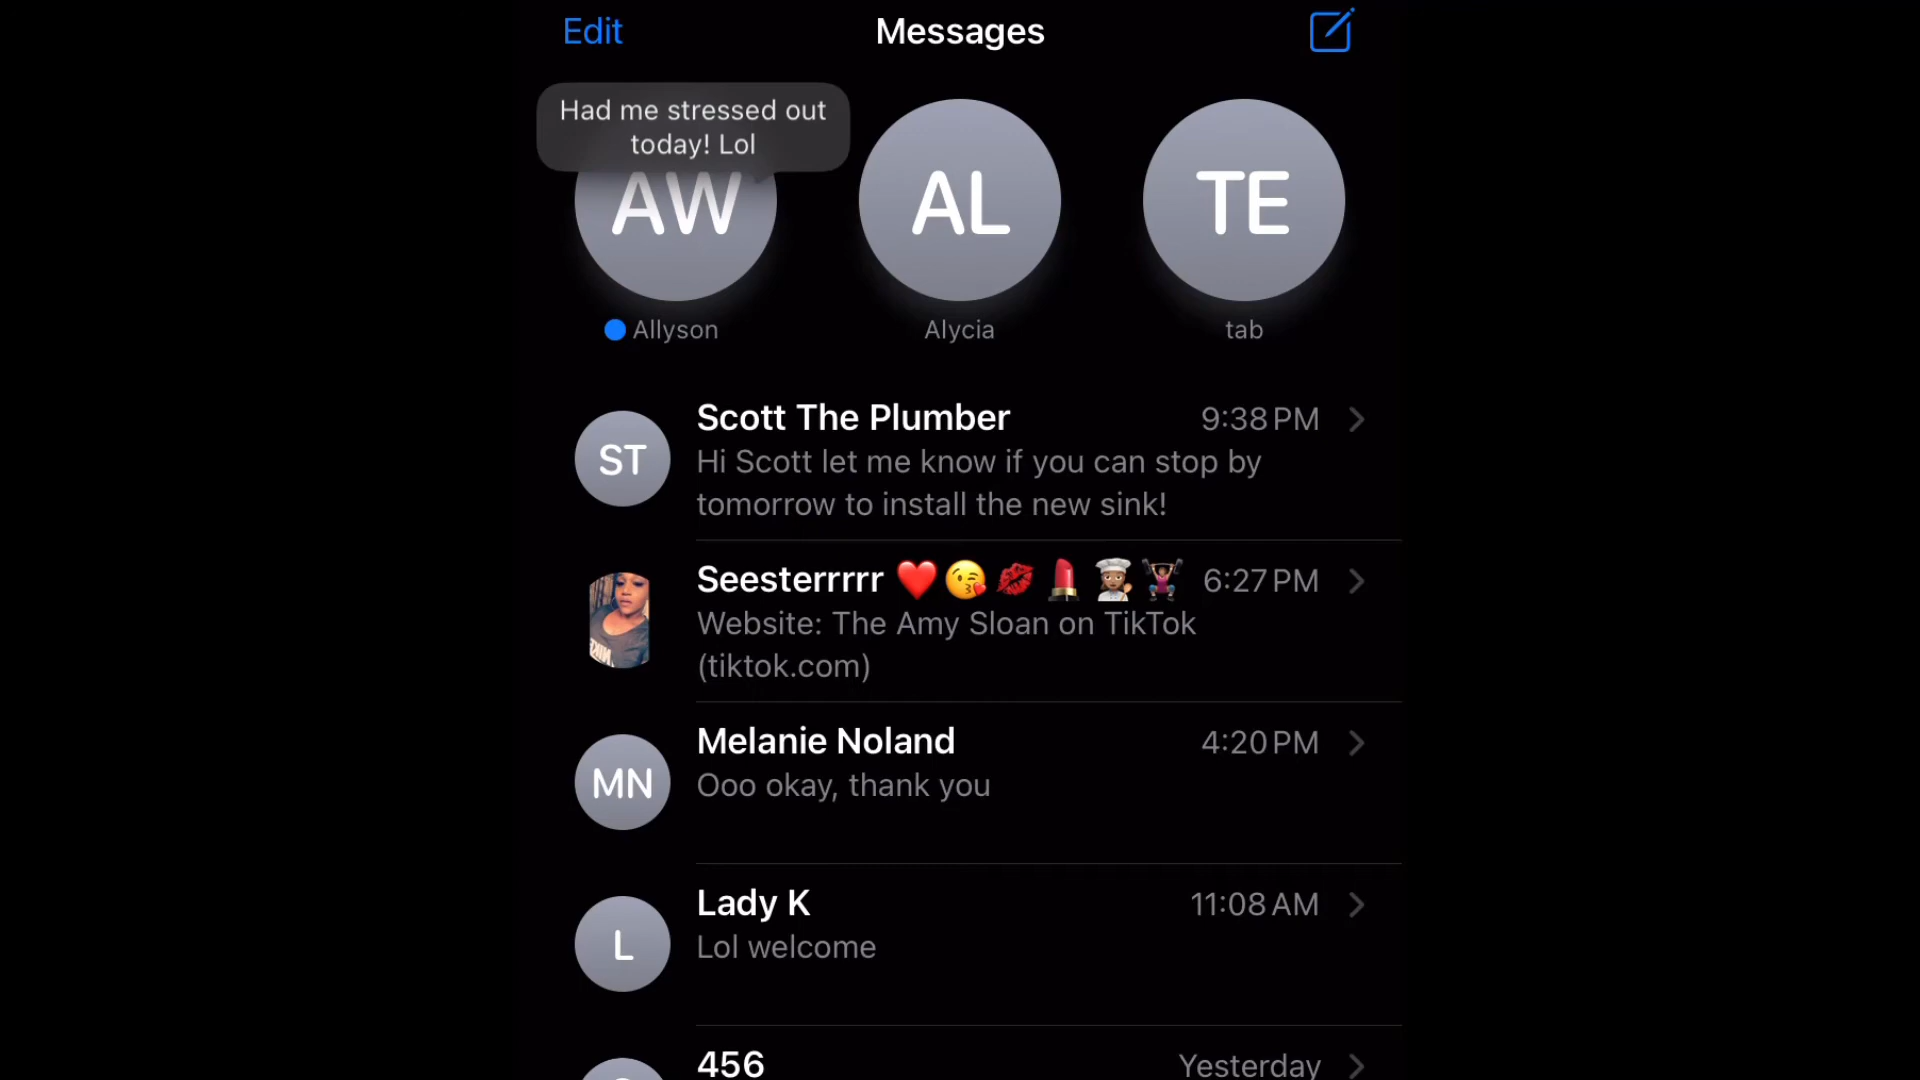 Edit
Messages
Had me stressed out
today! Lol
AW
AL
TE
Allyson
Alycia
tab
ST
Scott The Plumber
9:38 PM
Hi Scott let me know if you can stop by
tomorrow to install the new sink!
Seesterrrrr ❤️😘💋💄👩🏽‍🍳🏋🏾‍♀️
6:27 PM
Website: The Amy Sloan on TikTok
(tiktok.com)
MN
Melanie Noland
4:20 PM
Ooo okay, thank you
L
Lady K
11:08 AM
Lol welcome
456
Yesterday